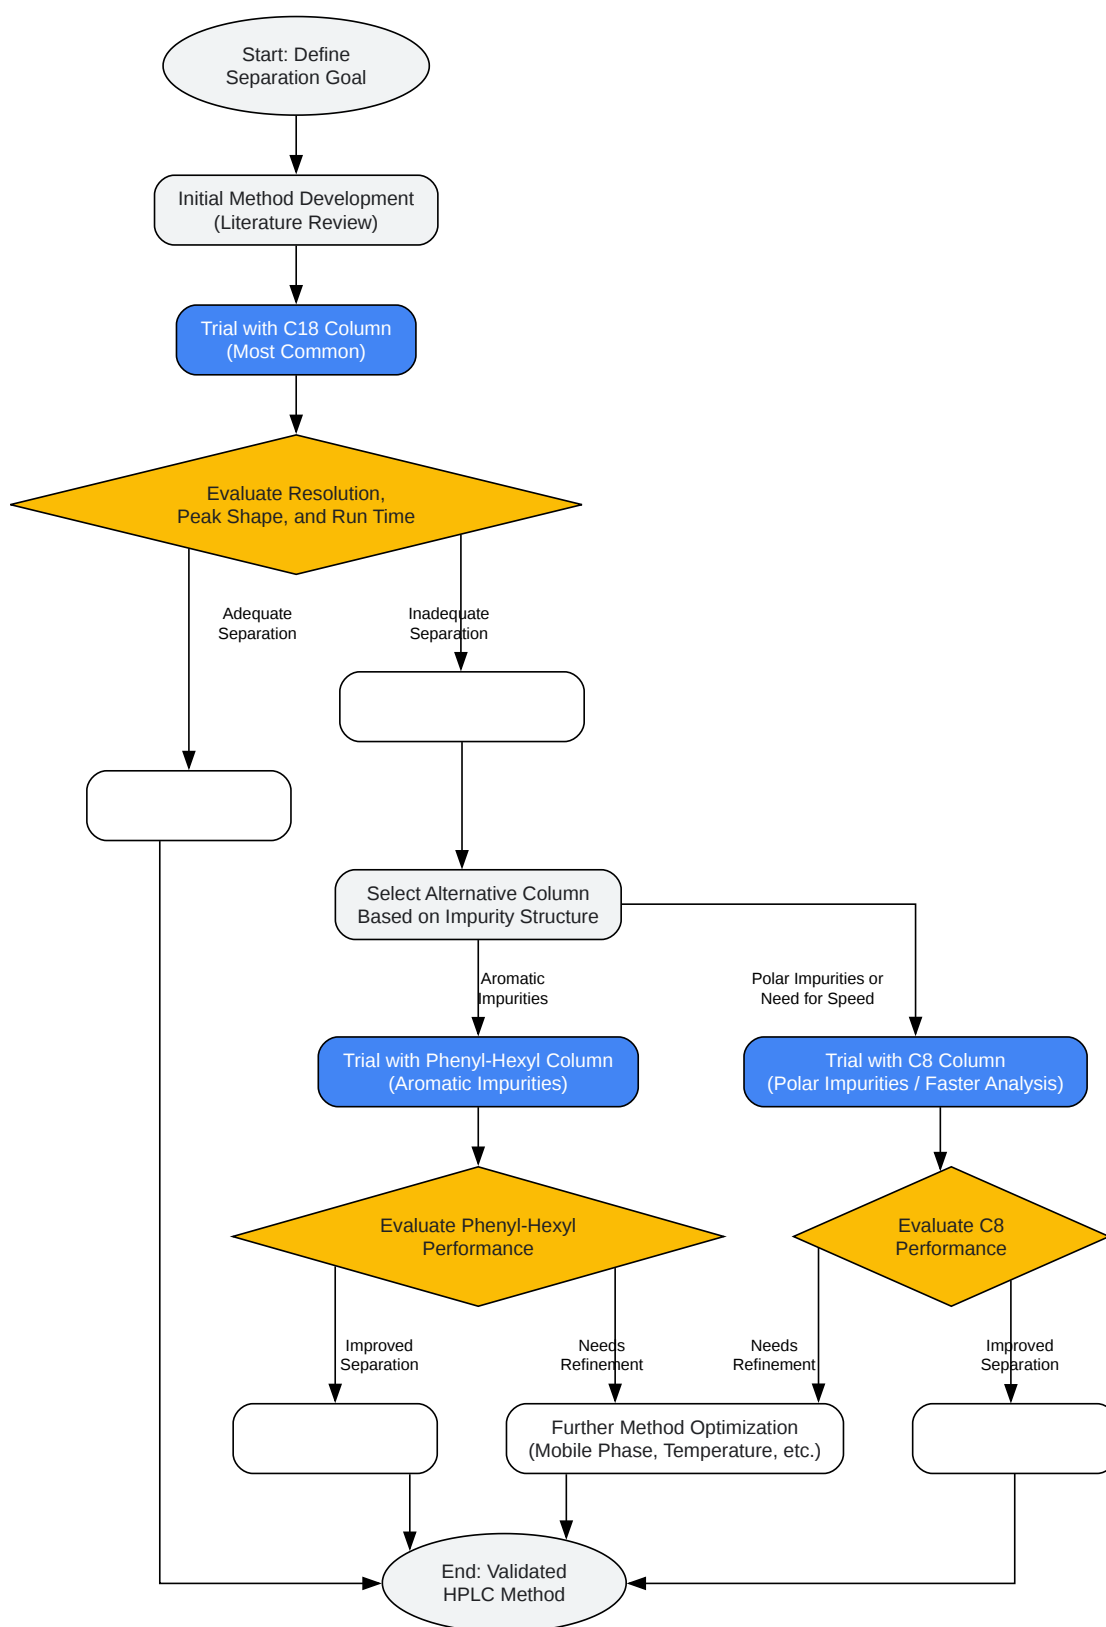 Start: Define
Separation Goal
Initial Method Development
(Literature Review)
Trial with C18 Column
(Most Common)
Evaluate Resolution,
Peak Shape, and Run Time
Adequate
Separation
Inadequate
Separation
Select Alternative Column
Based on Impurity Structure
Aromatic
Impurities
Polar Impurities or
Need for Speed
Trial with Phenyl-Hexyl Column
(Aromatic Impurities)
Trial with C8 Column
(Polar Impurities / Faster Analysis)
Evaluate Phenyl-Hexyl
Performance
Evaluate C8
Performance
Improved
Separation
Needs
Refinement
Needs
Refinement
Improved
Separation
Further Method Optimization
(Mobile Phase, Temperature, etc.)
End: Validated
HPLC Method